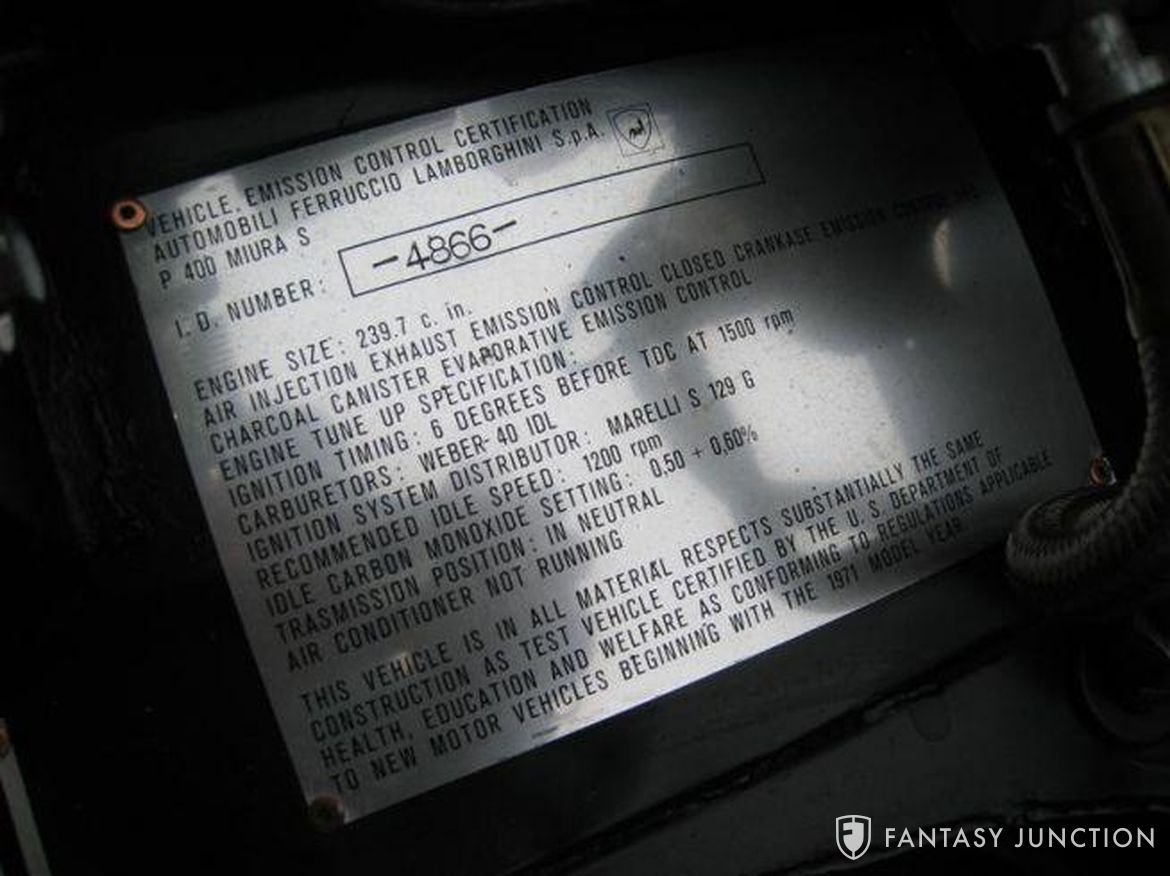 VEHICLE EMISSION CONTROL CERTIFICATION
AUTOMOBILI FERRUCCIO LAMBORGHINI S.p.A.
P 400 MIURA S
I. D. NUMBER: -4866-
ENGINE SIZE: 239.7 c. in.
AIR INJECTION EXHAUST EMISSION CONTROL CLOSED CRANKASE EMISSION CONTROL AND
CHARCOAL CANISTER EVAPORATIVE EMISSION CONTROL
ENGINE TUNE UP SPECIFICATION:
IGNITION TIMING: 6 DEGREES BEFORE TDC AT 1500 rpm
CARBURETORS: WEBER 40 IDL
IGNITION SYSTEM DISTRIBUTOR: MARELLI S 129 G
RECOMMENDED IDLE SPEED: 1200 rpm
IDLE CARBON MONOXIDE SETTING: 0,50 + 0,60%
TRASMISSION POSITION: IN NEUTRAL
AIR CONDITIONER NOT RUNNING
THIS VEHICLE IS IN ALL MATERIAL RESPECTS SUBSTANTIALLY THE SAME
CONSTRUCTION AS TEST VEHICLE CERTIFIED BY THE U. S. DEPARTMENT OF
HEALTH, EDUCATION AND WELFARE AS CONFORMING TO REGULATIONS APPLICABLE
TO NEW MOTOR VEHICLES BEGINNING WITH THE 1971 MODEL YEAR
FANTASY JUNCTION